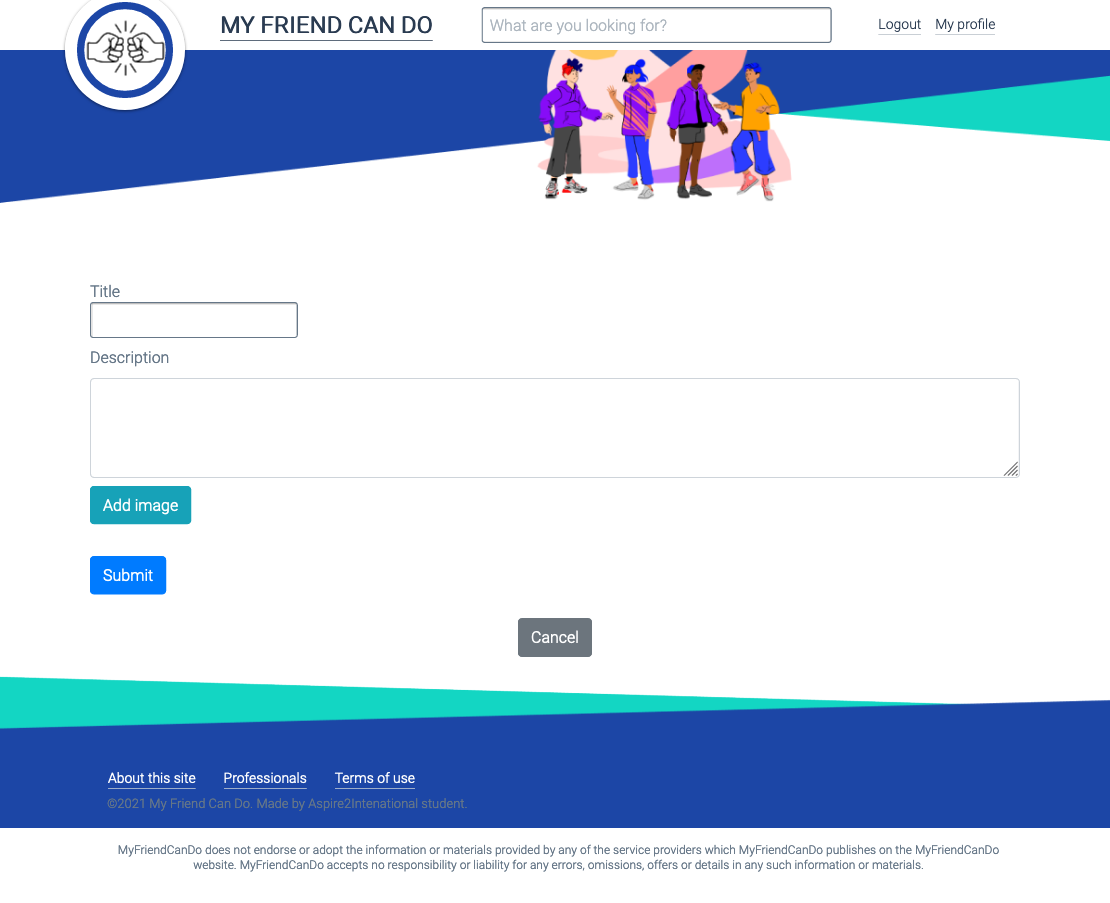 MY FRIEND CAN DO
What are you looking for?
Logout My profile
Title
Description
Add image
Submit
Cancel
About this site Professionals Terms of use
©2021 My Friend Can Do. Made by Aspire2Intenational student.
MyFriendCanDo does not endorse or adopt the information or materials provided by any of the service providers which MyFriendCanDo publishes on the MyFriendCanDo
website. MyFriendCanDo accepts no responsibility or liability for any errors, omissions, offers or details in any such information or materials.